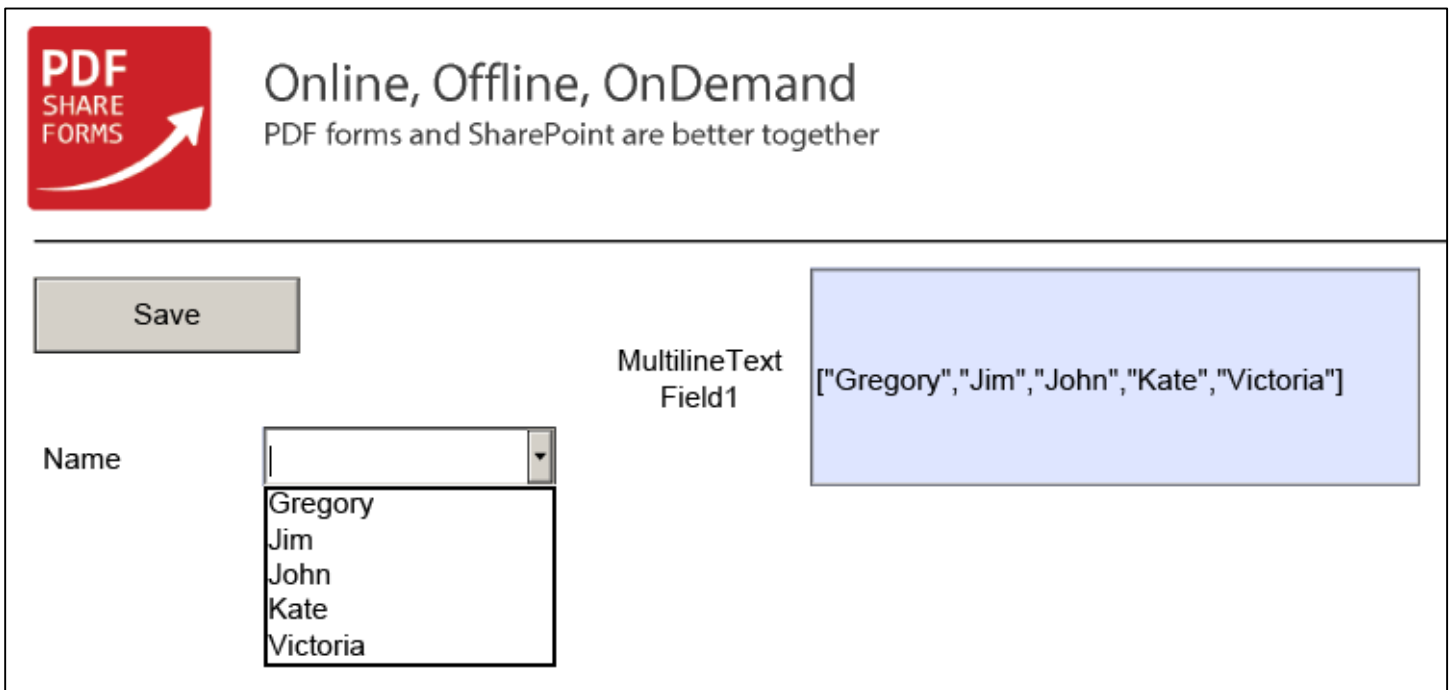 PDF
SHARE
FORMS
Online, Offline, OnDemand
PDF forms and SharePoint are better together
Save
MultilineText
Field1
["Gregory","Jim","John","Kate","Victoria"]
Name
Gregory
Jim
John
Kate
Victoria